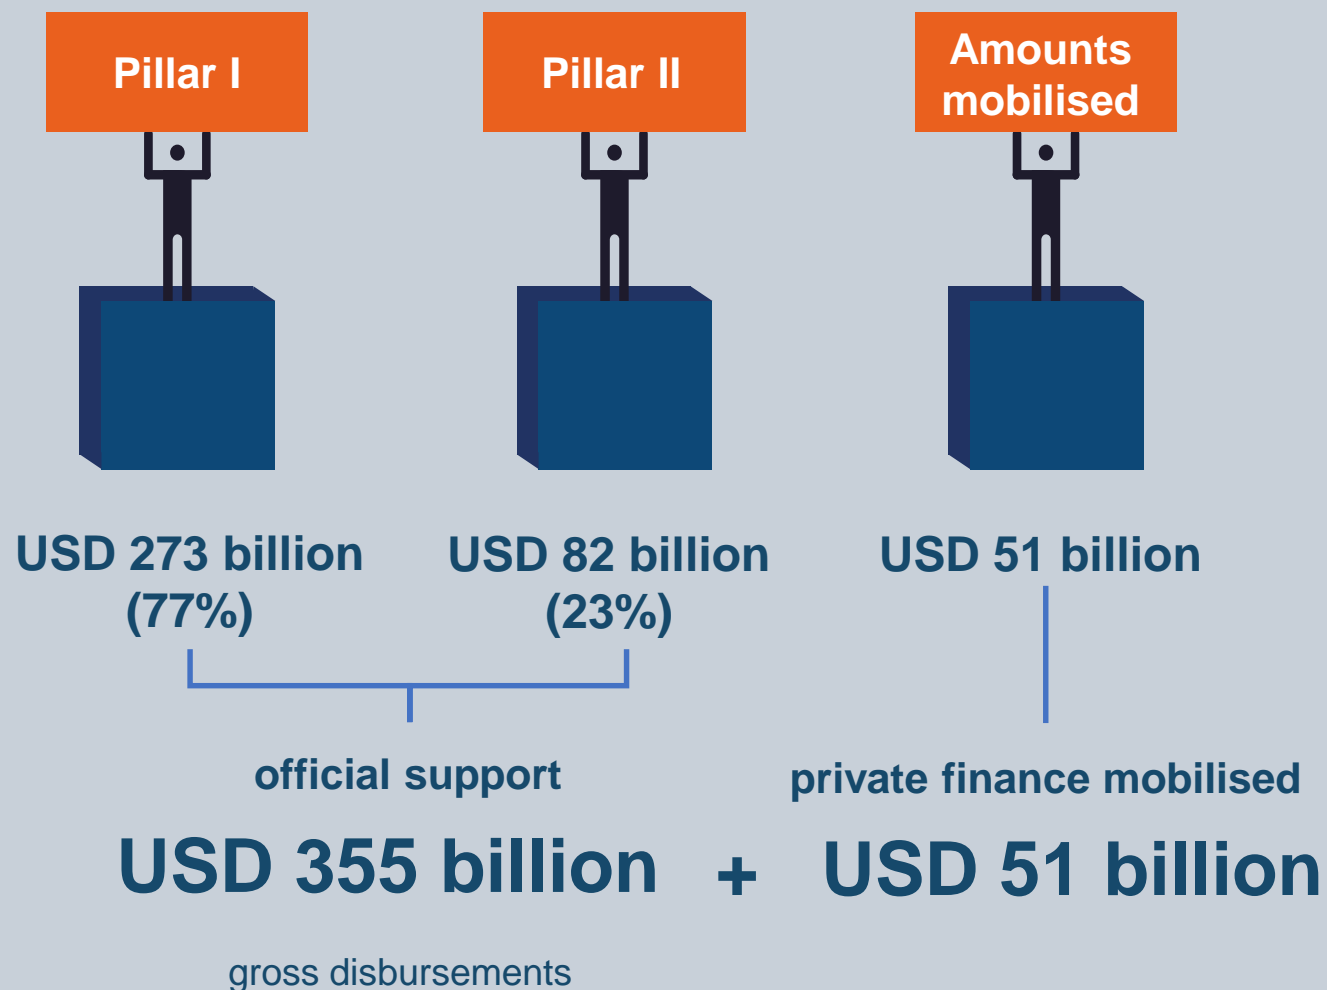 Pillar I
Pillar II
Amounts
mobilised
USD 273 billion
(77%)
USD 82 billion
(23%)
USD 51 billion
official support
private finance mobilised
USD 355 billion + USD 51 billion
gross disbursements